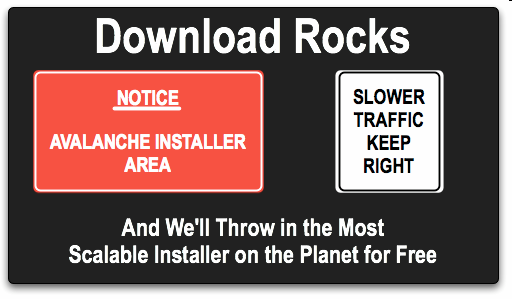 Download Rocks
NOTICE
AVALANCHE INSTALLER
AREA
SLOWER
TRAFFIC
KEEP
RIGHT
And We'll Throw in the Most
Scalable Installer on the Planet for Free